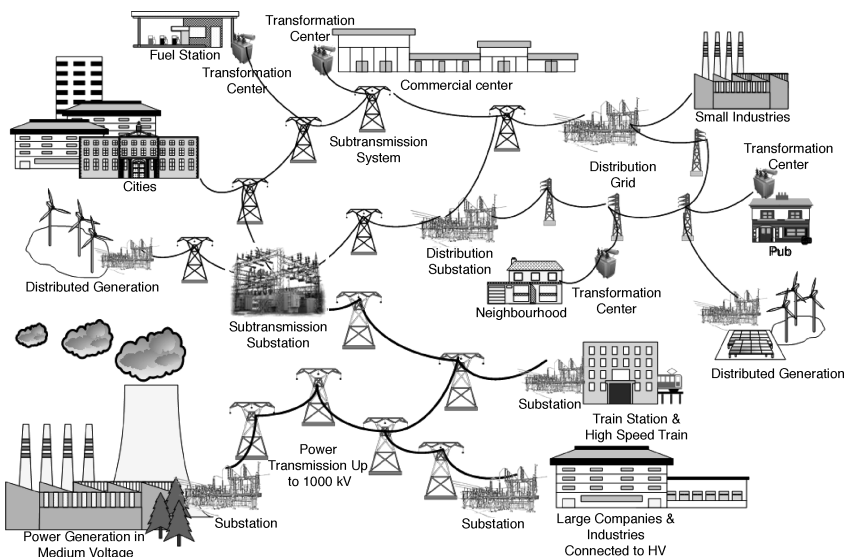 Fuel Station
Transformation
Center
Transformation
Center
Commercial center
Small Industries
Cities
Subtransmission
System
Distribution
Grid
Transformation
Center
Pub
Distributed Generation
Distribution
Substation
Subtransmission
Substation
Neighbourhood
Transformation
Center
Distributed Generation
Substation
Train Station &
High Speed Train
Power
Transmission Up
to 1000 kV
Substation
Substation
Power Generation in
Medium Voltage
Large Companies &
Industries
Connected to HV